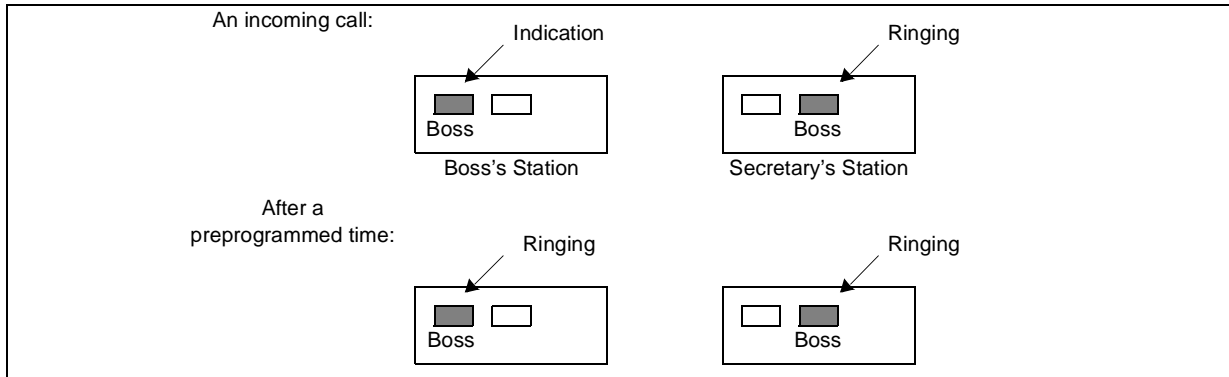 An incoming call:
Indication
Ringing
Boss
Boss
Boss's Station
Secretary's Station
After a
preprogrammed time:
Ringing
Ringing
Boss
Boss